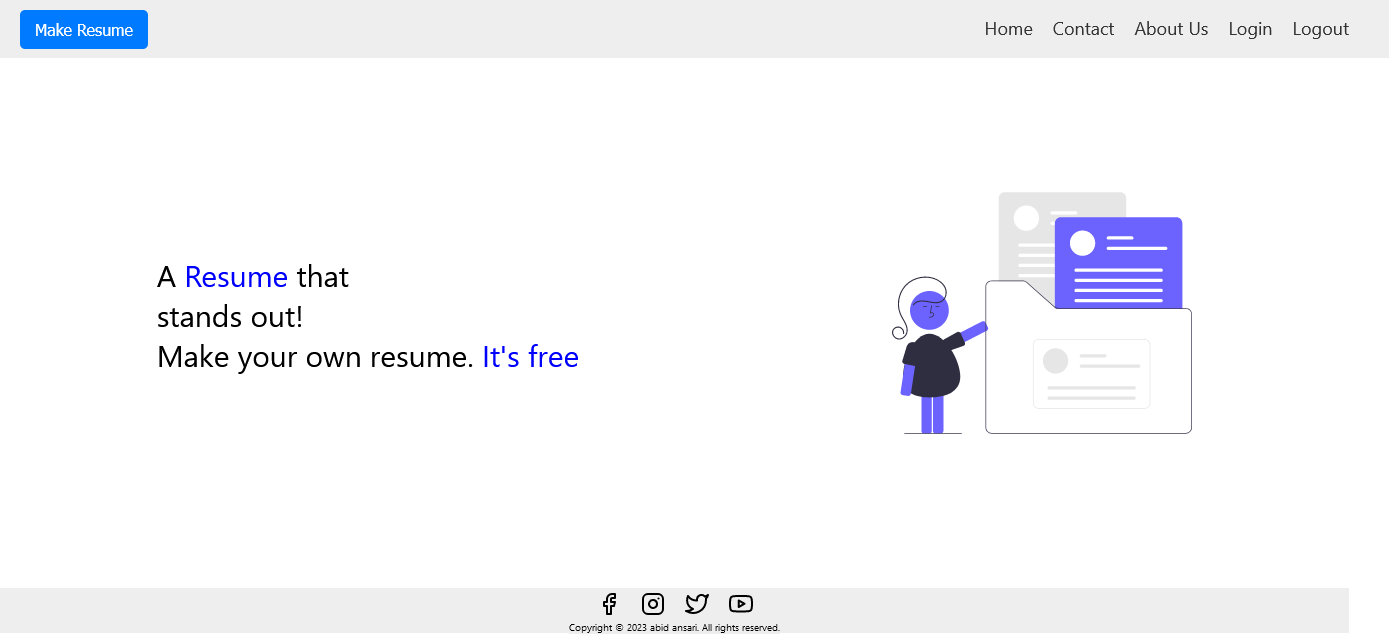 Make Resume
Home Contact About Us Login Logout
A Resume that
stands out!
Make your own resume. It's free
Copyright © 2023 abid ansari. All rights reserved.